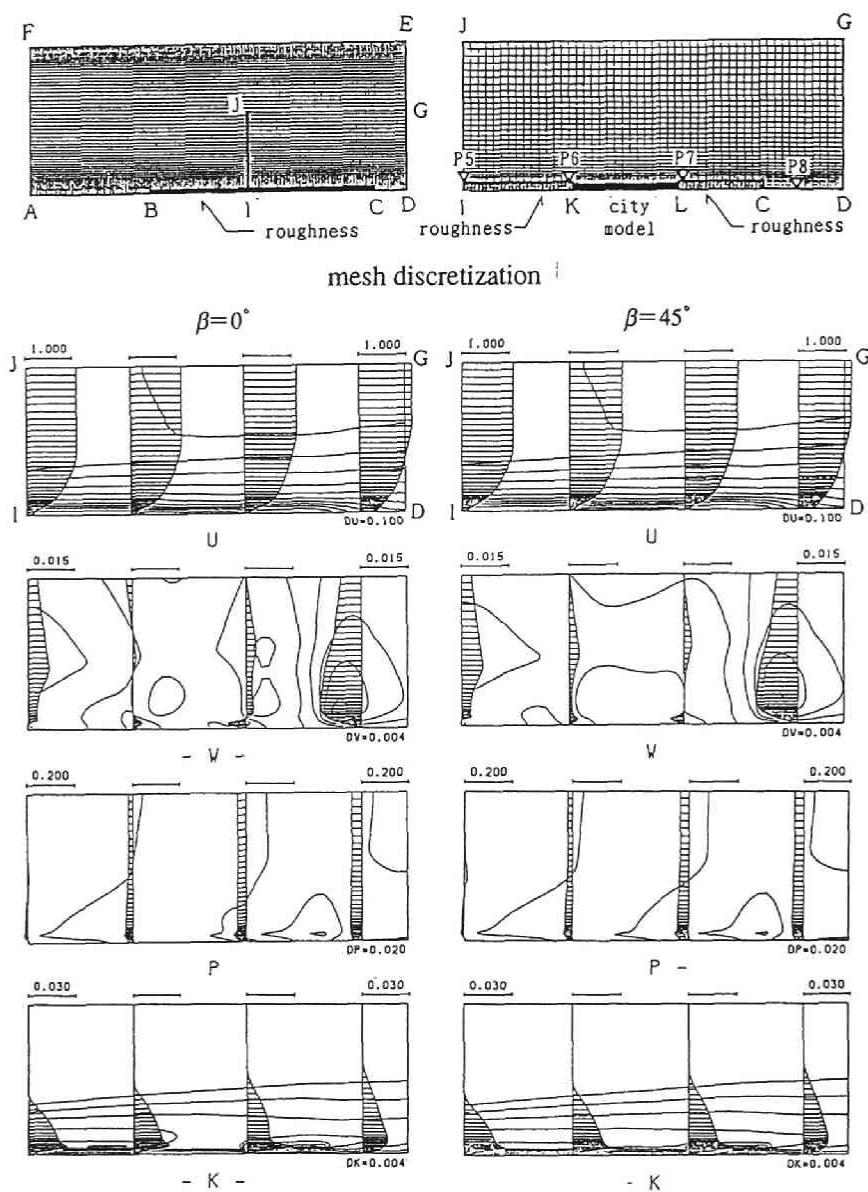 F E J G
J G
P5 P6 P7 P8
A B I C D I K city L C D
roughness roughness model roughness
mesh discretization
β=0° β=45°
1.000 1.000 1.000 1.000
J G J G
I D I D
DU=0.100 DU=0.100
U U
0.015 0.015 0.015 0.015
DV=0.004 DV=0.004
- W - W
0.200 0.200 0.200 0.200
DP=0.020 DP=0.020
P P -
0.030 0.030 0.030 0.030
DK=0.004 DK=0.004
- K - - K